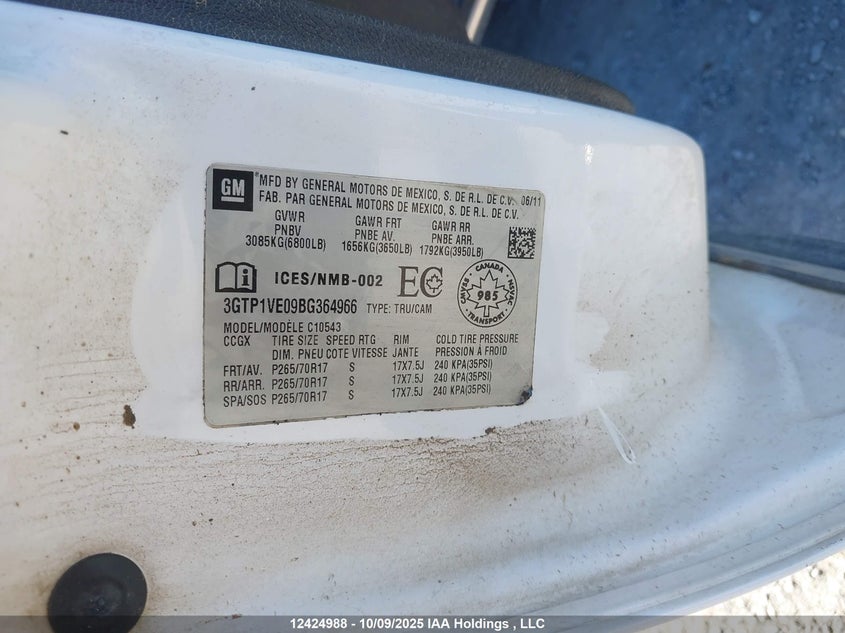 GM
®MFD BY GENERAL MOTORS DE MEXICO, S. DE R.L. DE C.V. 06/11
FAB. PAR GENERAL MOTORS DE MEXICO, S. DE R.L. DE C.V.
GVWR GAWR FRT GAWR RR
PNBV PNBE AV. PNBE ARR.
3085KG(6800LB) 1656KG(3650LB) 1792KG(3950LB)
ICES/NMB-002 EC
CANADA
985
TRANSPORT
CMVSS
NSVAC
3GTP1VE09BG364966 TYPE: TRU/CAM
MODEL/MODÈLE C10543
CCGX TIRE SIZE SPEED RTG RIM COLD TIRE PRESSURE
DIM. PNEU COTE VITESSE JANTE PRESSION À FROID
FRT/AV. P265/70R17 S 17X7.5J 240 KPA(35PSI)
RR/ARR. P265/70R17 S 17X7.5J 240 KPA(35PSI)
SPA/SOS P265/70R17 S 17X7.5J 240 KPA(35PSI)
12424988 - 10/09/2025 IAA Holdings , LLC